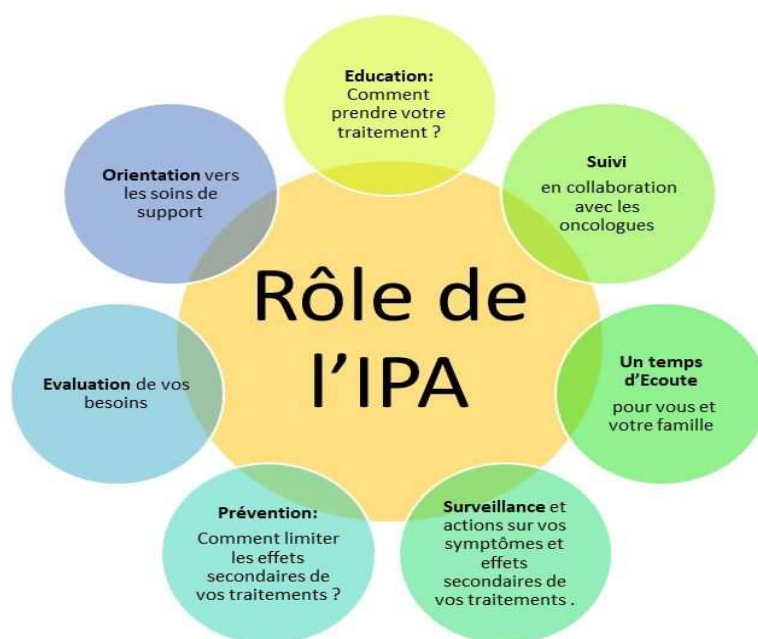 Education:
Comment
prendre votre
traitement ?
Suivi
en collaboration
avec les
oncologues
Un temps
d'Ecoute
pour vous et
votre famille
Surveillance et
actions sur vos
symptômes et
effets
secondaires de
vos traitements .
Prévention:
Comment limiter
les effets
secondaires de
vos traitements ?
Evaluation de vos
besoins
Orientation vers
les soins de
support
Rôle de
l'IPA